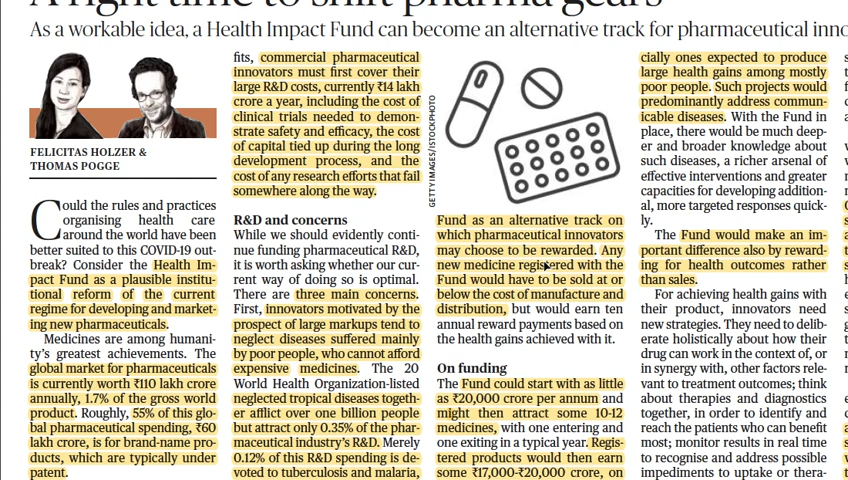 A right time to shift pharma gears
As a workable idea, a Health Impact Fund can become an alternative track for pharmaceutical inno
FELICITAS HOLZER &
THOMAS POGGE
Could the rules and practices
organising health care
around the world have been
better suited to this COVID-19 out-
break? Consider the Health Im-
pact Fund as a plausible institu-
tional reform of the current
regime for developing and market-
ing new pharmaceuticals.
Medicines are among humani-
ty's greatest achievements. The
global market for pharmaceuticals
is currently worth ₹110 lakh crore
annually, 1.7% of the gross world
product. Roughly, 55% of this glo-
bal pharmaceutical spending, ₹60
lakh crore, is for brand-name pro-
ducts, which are typically under
patent.
fits, commercial pharmaceutical
innovators must first cover their
large R&D costs, currently ₹14 lakh
crore a year, including the cost of
clinical trials needed to demon-
strate safety and efficacy, the cost
of capital tied up during the long
development process, and the
cost of any research efforts that fail
somewhere along the way.
R&D and concerns
While we should evidently conti-
nue funding pharmaceutical R&D,
it is worth asking whether our cur-
rent way of doing so is optimal.
There are three main concerns.
First, innovators motivated by the
prospect of large markups tend to
neglect diseases suffered mainly
by poor people, who cannot afford
expensive medicines. The 20
World Health Organization-listed
neglected tropical diseases togeth-
er afflict over one billion people
but attract only 0.35% of the phar-
maceutical industry's R&D. Merely
0.12% of this R&D spending is de-
voted to tuberculosis and malaria,
GETTY IMAGES/ISTOCKPHOTO
Fund as an alternative track on
which pharmaceutical innovators
may choose to be rewarded. Any
new medicine registered with the
Fund would have to be sold at or
below the cost of manufacture and
distribution, but would earn ten
annual reward payments based on
the health gains achieved with it.
On funding
The Fund could start with as little
as ₹20,000 crore per annum and
might then attract some 10-12
medicines, with one entering and
one exiting in a typical year. Regis-
tered products would then earn
some ₹17,000-₹20,000 crore, on
cially ones expected to produce
large health gains among mostly
poor people. Such projects would
predominantly address commun-
icable diseases. With the Fund in
place, there would be much deep-
er and broader knowledge about
such diseases, a richer arsenal of
effective interventions and greater
capacities for developing addition-
al, more targeted responses quick-
ly.
The Fund would make an im-
portant difference also by reward-
ing for health outcomes rather
than sales.
For achieving health gains with
their product, innovators need
new strategies. They need to delib-
erate holistically about how their
drug can work in the context of, or
in synergy with, other factors rele-
vant to treatment outcomes; think
about therapies and diagnostics
together, in order to identify and
reach the patients who can benefit
most; monitor results in real time
to recognise and address possible
impediments to uptake or thera-